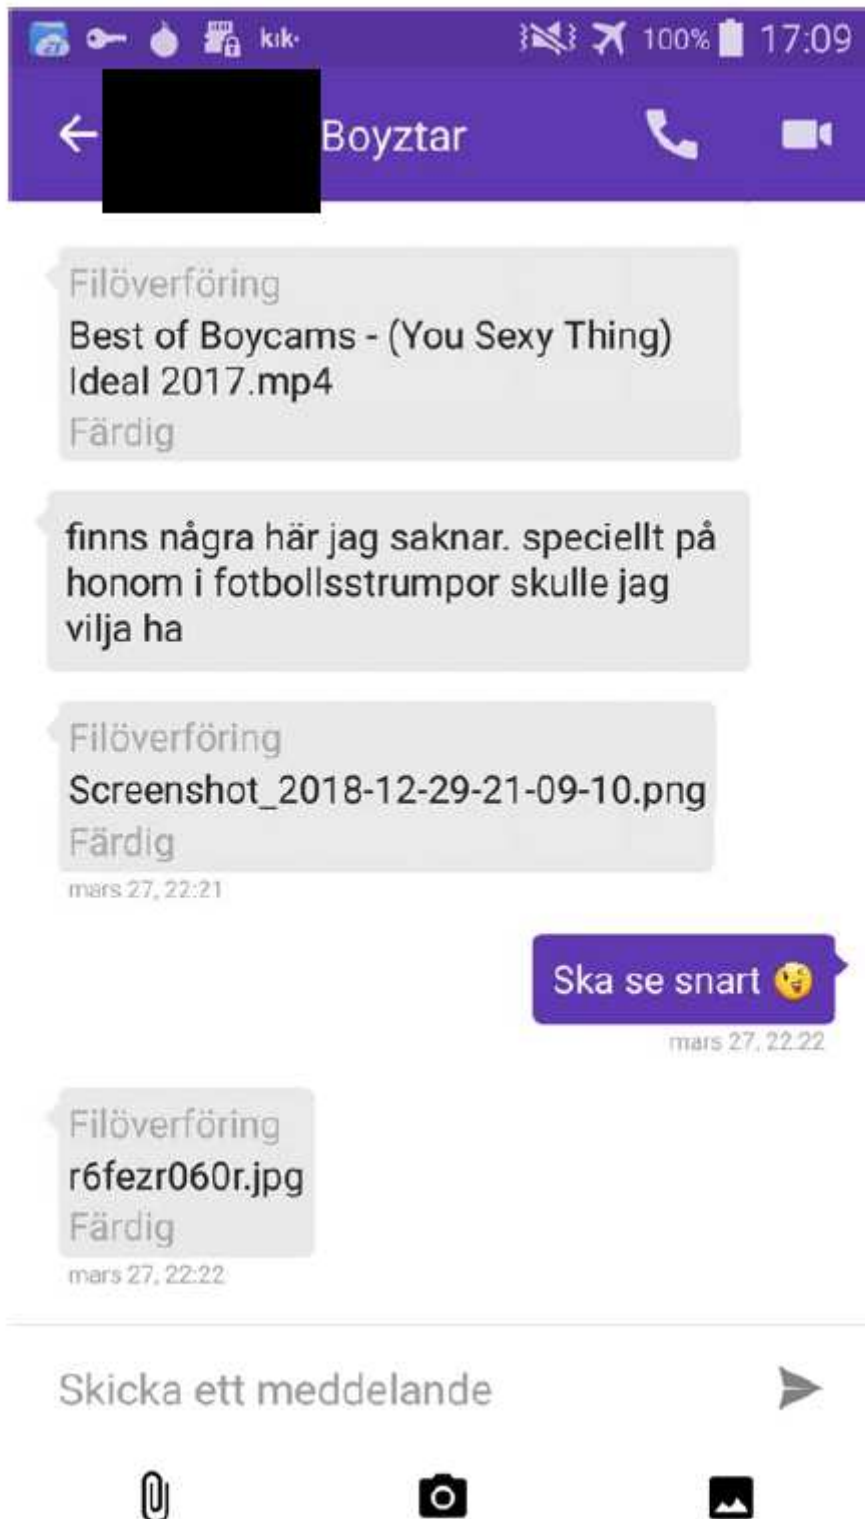 kik· 100% 17:09
Boyztar
Filöverföring
Best of Boycams - (You Sexy Thing)
Ideal 2017.mp4
Färdig
finns några här jag saknar. speciellt på
honom i fotbollsstrumpor skulle jag
vilja ha
Filöverföring
Screenshot_2018-12-29-21-09-10.png
Färdig
mars 27, 22:21
Ska se snart 😉
mars 27, 22:22
Filöverföring
r6fezr060r.jpg
Färdig
mars 27, 22:22
Skicka ett meddelande